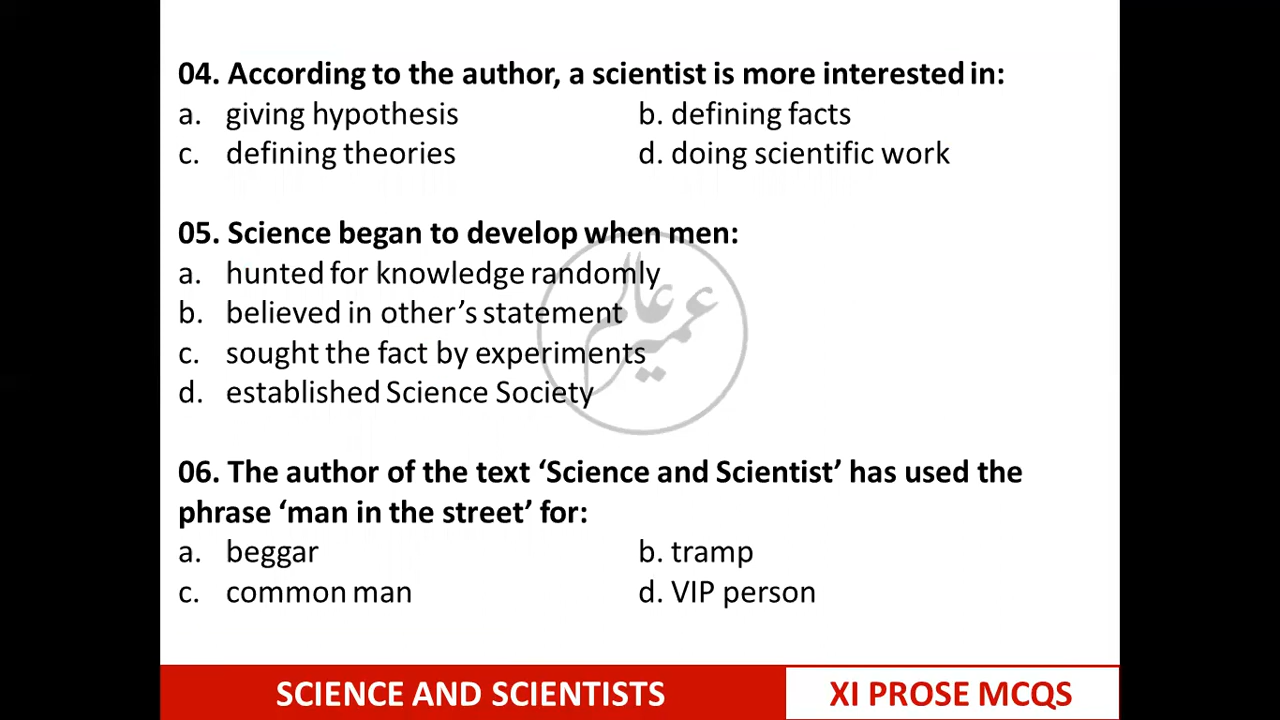 04. According to the author, a scientist is more interested in:
a. giving hypothesis b. defining facts
c. defining theories d. doing scientific work
05. Science began to develop when men:
a. hunted for knowledge randomly
b. believed in other’s statement
c. sought the fact by experiments
d. established Science Society
عمیر عالم
06. The author of the text ‘Science and Scientist’ has used the
phrase ‘man in the street’ for:
a. beggar b. tramp
c. common man d. VIP person
SCIENCE AND SCIENTISTS XI PROSE MCQS